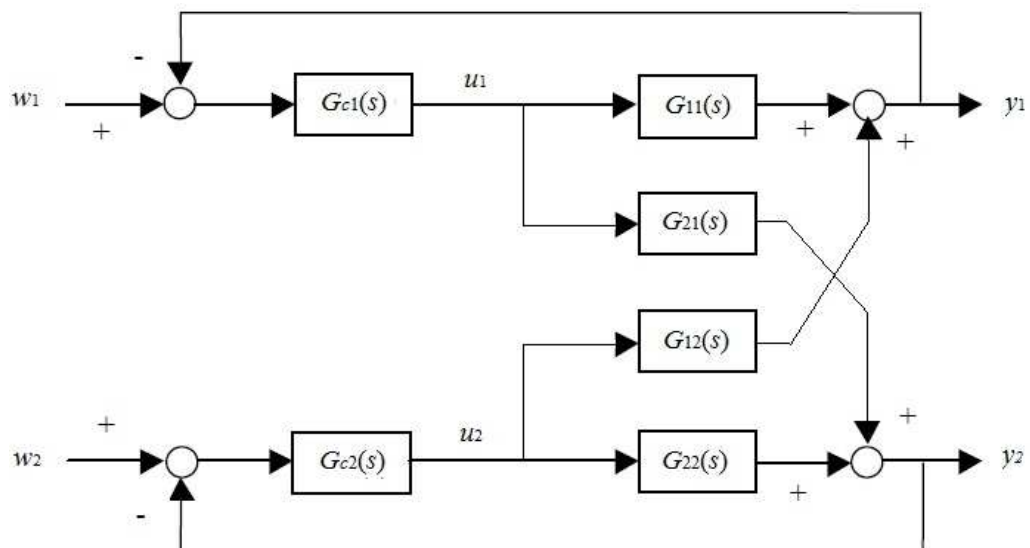 -
w1
+
Gc1(s)
u1
G11(s)
+
+
y1
G21(s)
G12(s)
+
w2
-
Gc2(s)
u2
G22(s)
+
+
y2